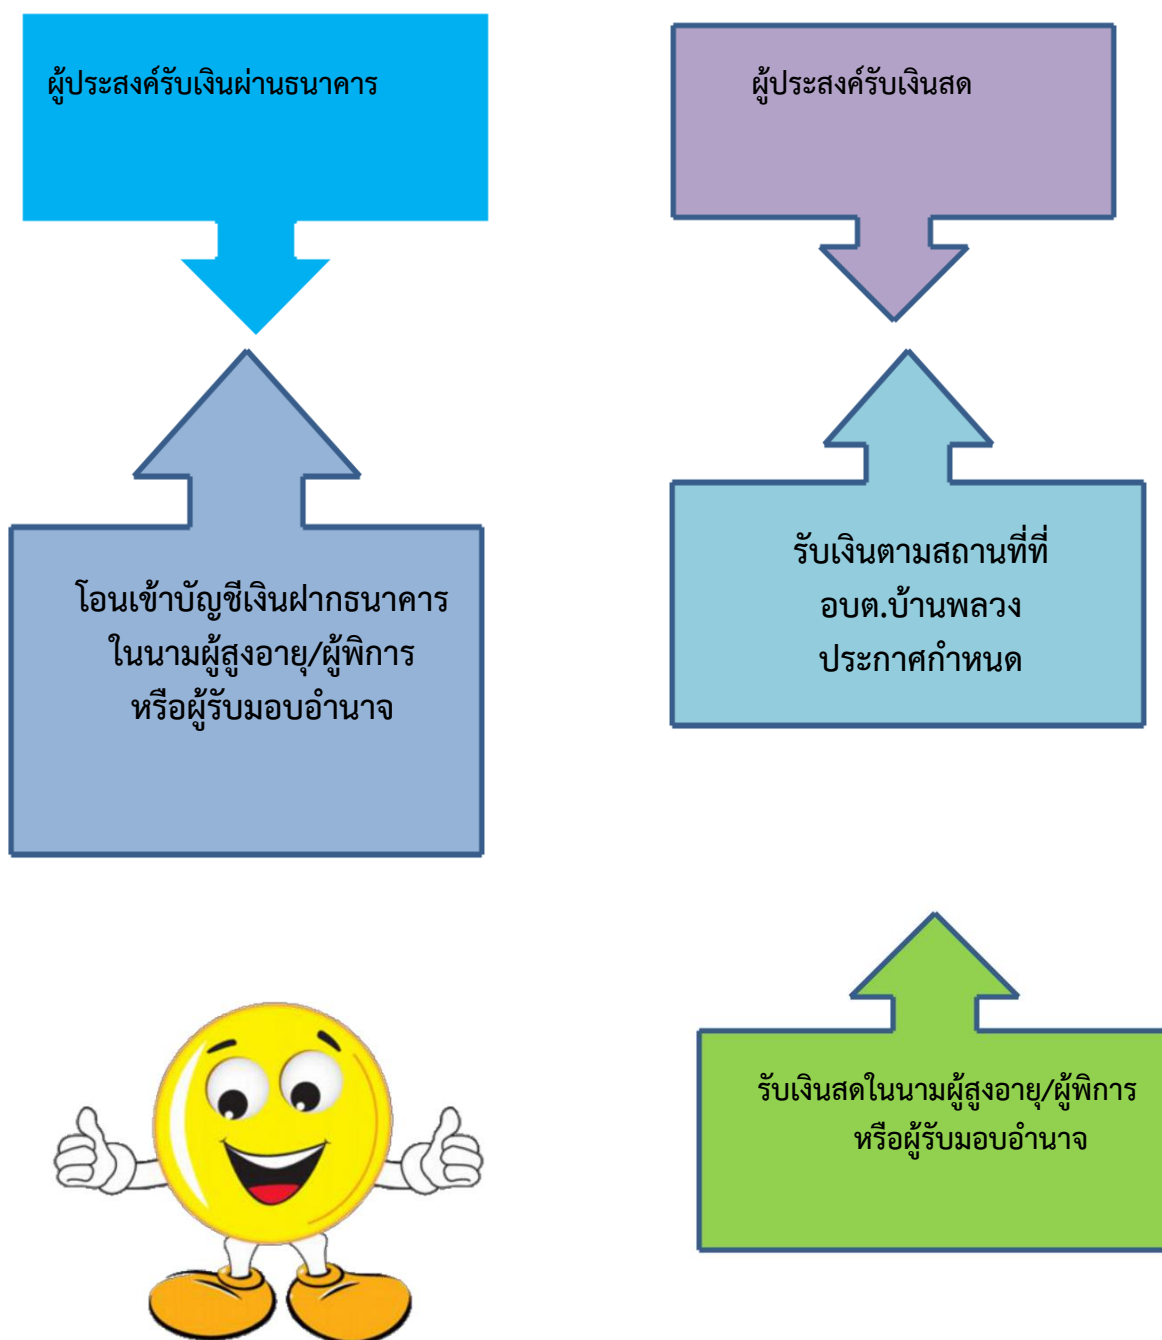 ผู้ประสงค์รับเงินผ่านธนาคาร
ผู้ประสงค์รับเงินสด
โอนเข้าบัญชีเงินฝากธนาคาร
ในนามผู้สูงอายุ/ผู้พิการ
หรือผู้รับมอบอำนาจ
รับเงินตามสถานที่ที่
อบต.บ้านพลวง
ประกาศกำหนด
รับเงินสดในนามผู้สูงอายุ/ผู้พิการ
หรือผู้รับมอบอำนาจ